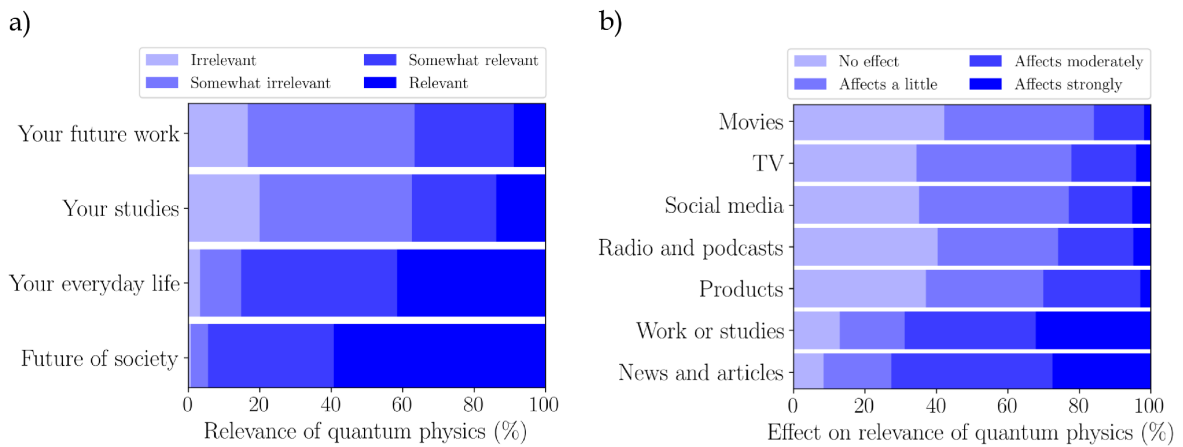 a)
Irrelevant
Somewhat irrelevant
Somewhat relevant
Relevant
Your future work
Your studies
Your everyday life
Future of society
0 20 40 60 80 100
Relevance of quantum physics (%)
b)
No effect
Affects a little
Affects moderately
Affects strongly
Movies
TV
Social media
Radio and podcasts
Products
Work or studies
News and articles
0 20 40 60 80 100
Effect on relevance of quantum physics (%)